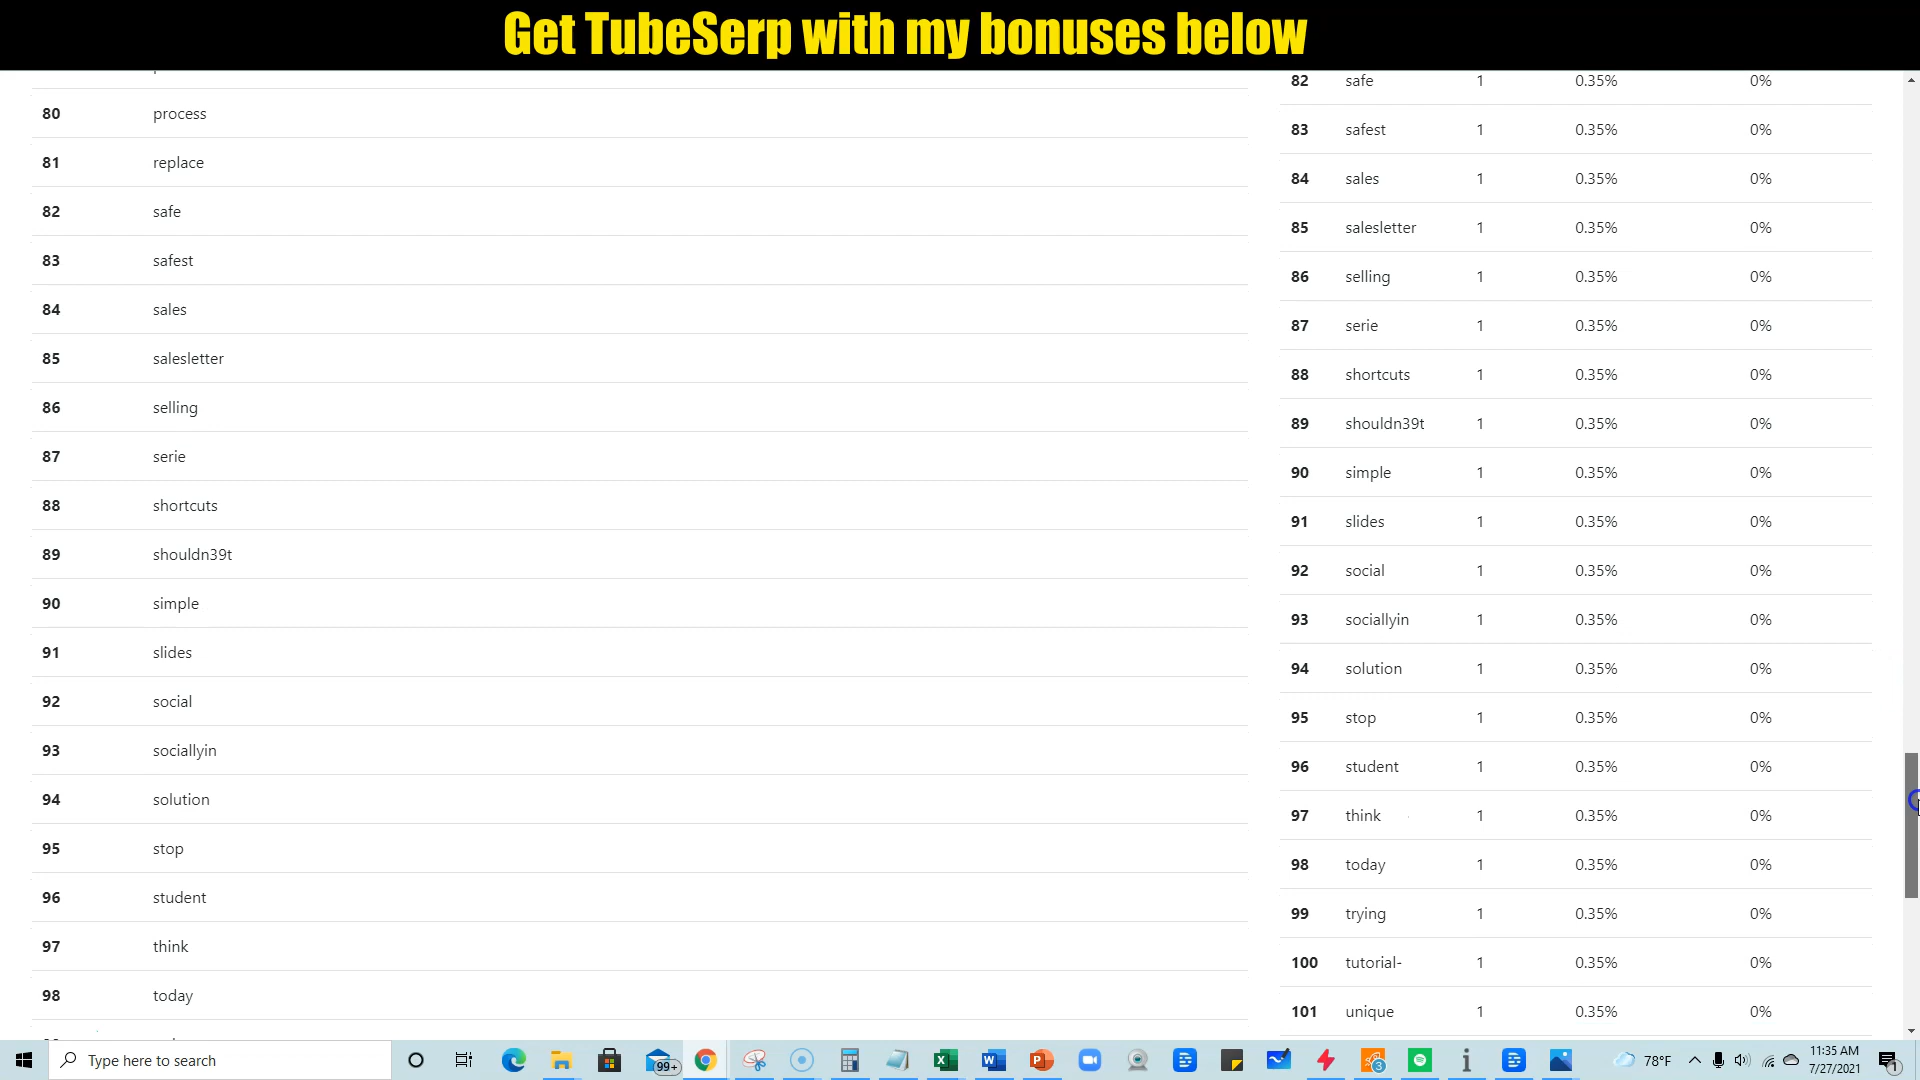 Get TubeSerp with my bonuses below
80 process
81 replace
82 safe
83 safest
84 sales
85 salesletter
86 selling
87 serie
88 shortcuts
89 shouldn39t
90 simple
91 slides
92 social
93 sociallyin
94 solution
95 stop
96 student
97 think
98 today
82 safe 1 0.35% 0%
83 safest 1 0.35% 0%
84 sales 1 0.35% 0%
85 salesletter 1 0.35% 0%
86 selling 1 0.35% 0%
87 serie 1 0.35% 0%
88 shortcuts 1 0.35% 0%
89 shouldn39t 1 0.35% 0%
90 simple 1 0.35% 0%
91 slides 1 0.35% 0%
92 social 1 0.35% 0%
93 sociallyin 1 0.35% 0%
94 solution 1 0.35% 0%
95 stop 1 0.35% 0%
96 student 1 0.35% 0%
97 think 1 0.35% 0%
98 today 1 0.35% 0%
99 trying 1 0.35% 0%
100 tutorial- 1 0.35% 0%
101 unique 1 0.35% 0%
Type here to search
99+
3
78°F
11:35 AM
7/27/2021
1